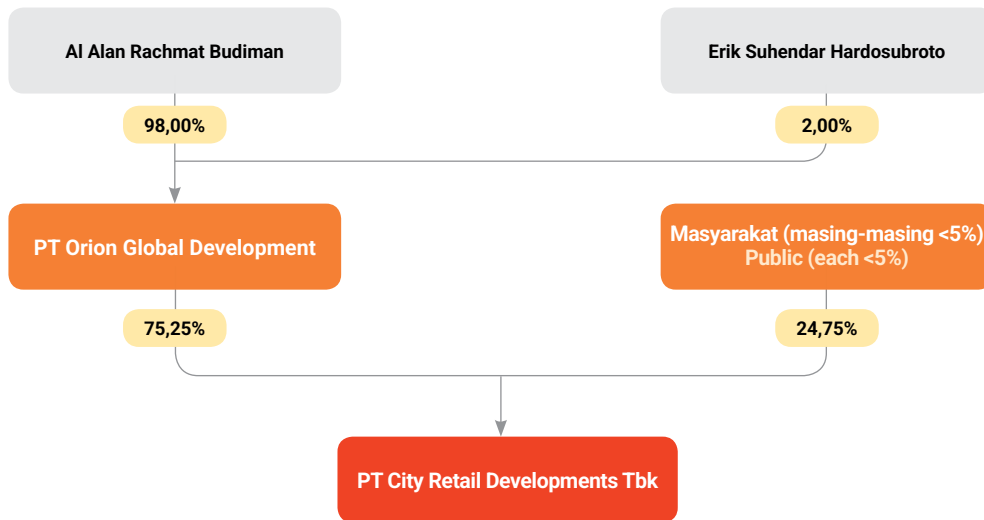 Al Alan Rachmat Budiman
Erik Suhendar Hardosubroto
98,00%
2,00%
PT Orion Global Development
Masyarakat (masing-masing <5%)
Public (each <5%)
75,25%
24,75%
PT City Retail Developments Tbk